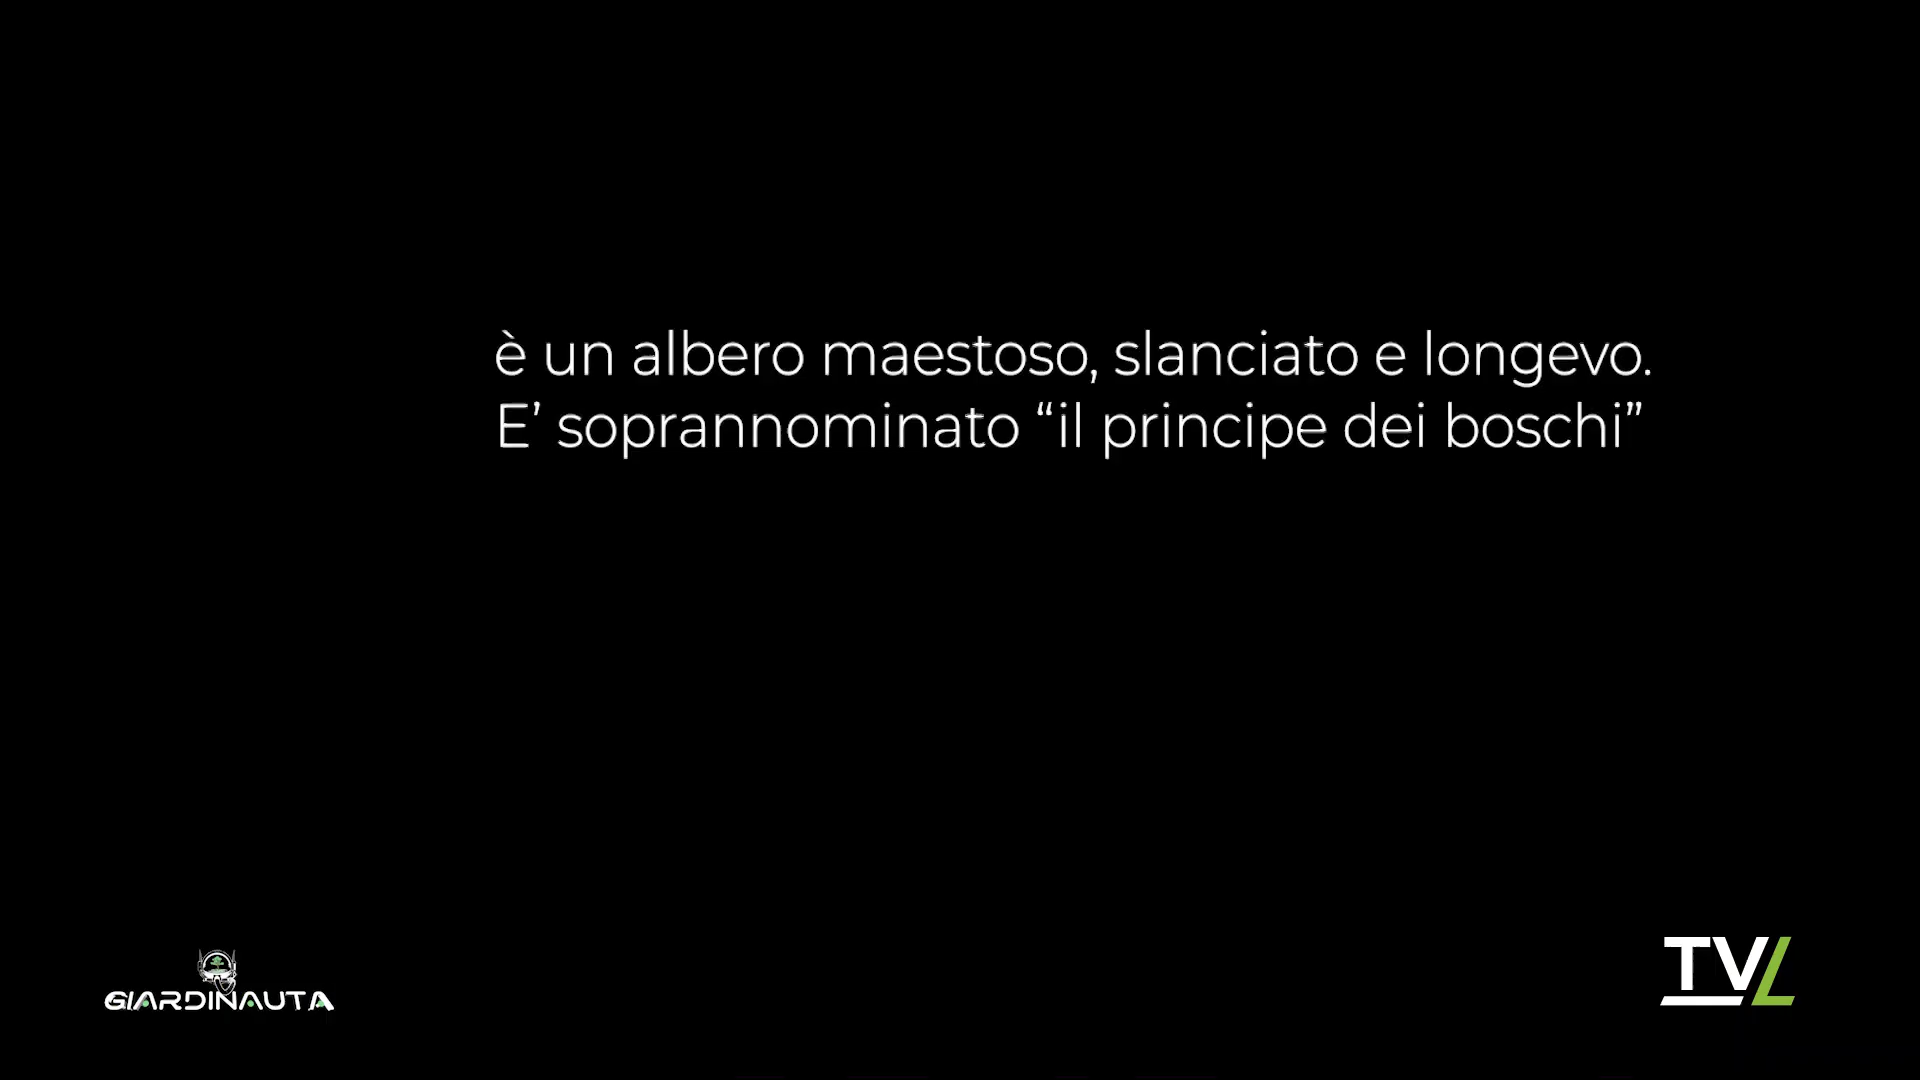 è un albero maestoso, slanciato e longevo.
E’ soprannominato “il principe dei boschi”
GIARDINAUTA
TVL